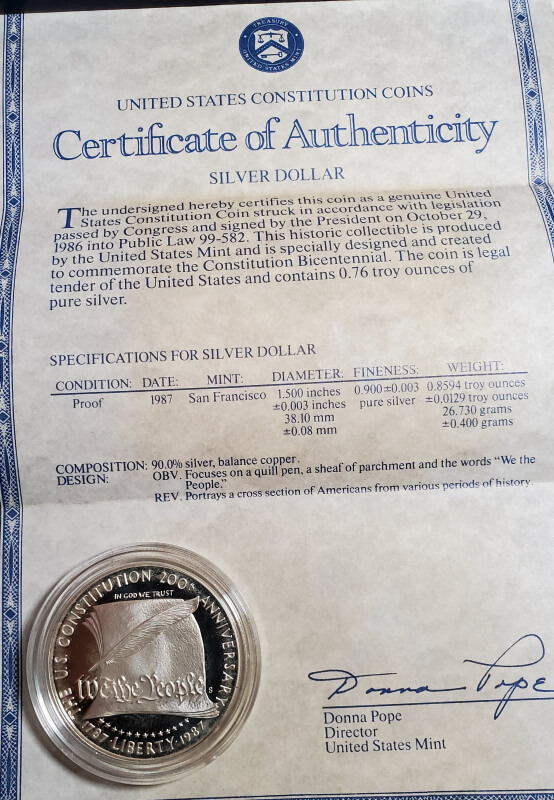 TREASURY
UNITED STATES MINT
UNITED STATES CONSTITUTION COINS
Certificate of Authenticity
SILVER DOLLAR
The undersigned hereby certifies this coin as a genuine United
States Constitution Coin struck in accordance with legislation
passed by Congress and signed by the President on October 29,
1986 into Public Law 99-582. This historic collectible is produced
by the United States Mint and is specially designed and created
to commemorate the Constitution Bicentennial. The coin is legal
tender of the United States and contains 0.76 troy ounces of
pure silver.
SPECIFICATIONS FOR SILVER DOLLAR
CONDITION: DATE: MINT: DIAMETER: FINENESS: WEIGHT:
Proof 1987 San Francisco 1.500 inches 0.900±0.003 0.8594 troy ounces
±0.003 inches pure silver ±0.0129 troy ounces
38.10 mm 26.730 grams
±0.08 mm ±0.400 grams
COMPOSITION: 90.0% silver, balance copper.
DESIGN: OBV. Focuses on a quill pen, a sheaf of parchment and the words “We the
People.”
REV. Portrays a cross section of Americans from various periods of history.
THE U.S. CONSTITUTION 200TH ANNIVERSARY
IN GOD WE TRUST
We the People
S
1787·LIBERTY·1987
Donna Pope
Donna Pope
Director
United States Mint